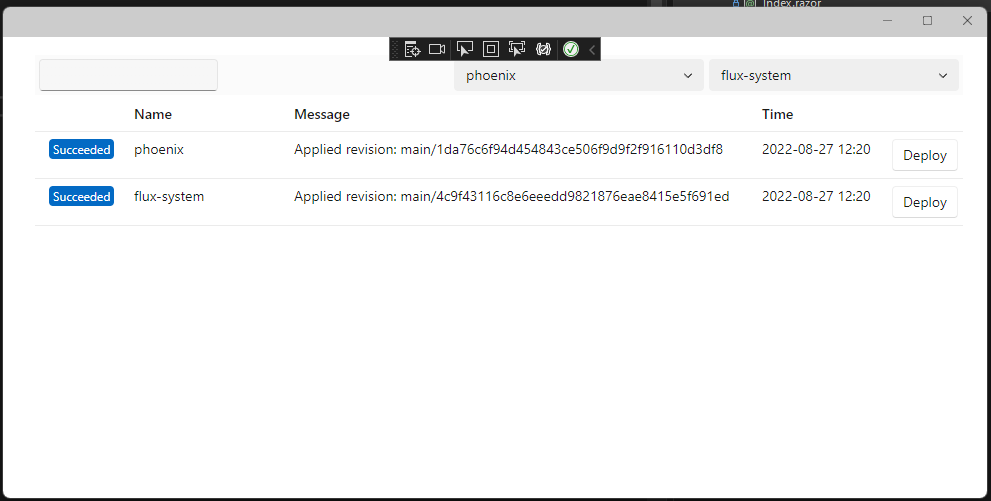 Index.razor
phoenix
flux-system
Name Message Time
Succeeded phoenix Applied revision: main/1da76c6f94d454843ce506f9d9f2f916110d3df8 2022-08-27 12:20 Deploy
Succeeded flux-system Applied revision: main/4c9f43116c8e6eeedd9821876eae8415e5f691ed 2022-08-27 12:20 Deploy